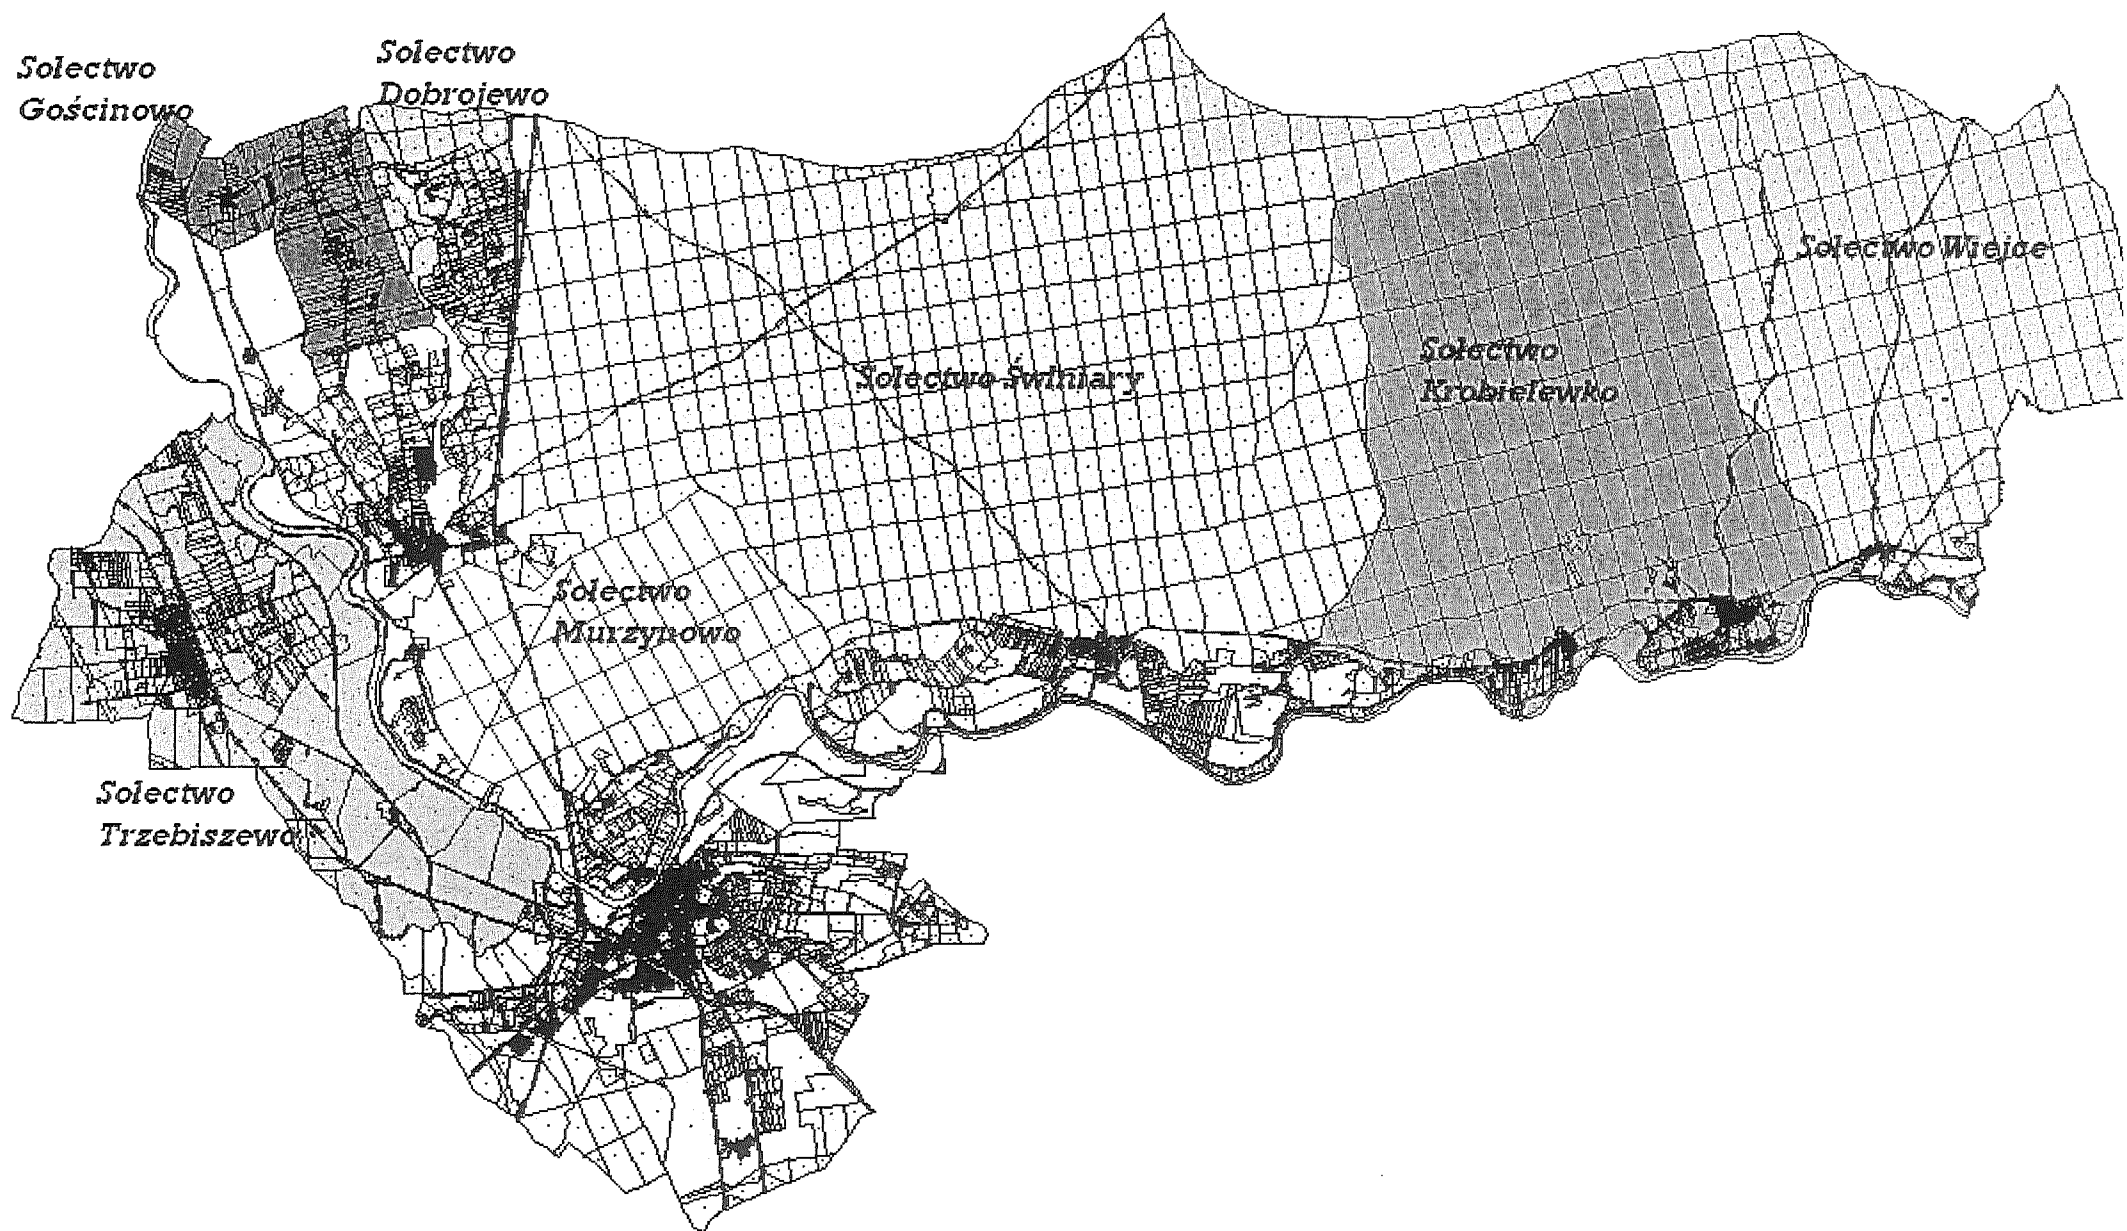 Sołectwo
Gościnowo
Sołectwo
Dobrojewo
Sołectwo Wiejce
Sołectwo Świniary
Sołectwo
Krobielewko
Sołectwo
Murzynowo
Sołectwo
Trzebiszewo